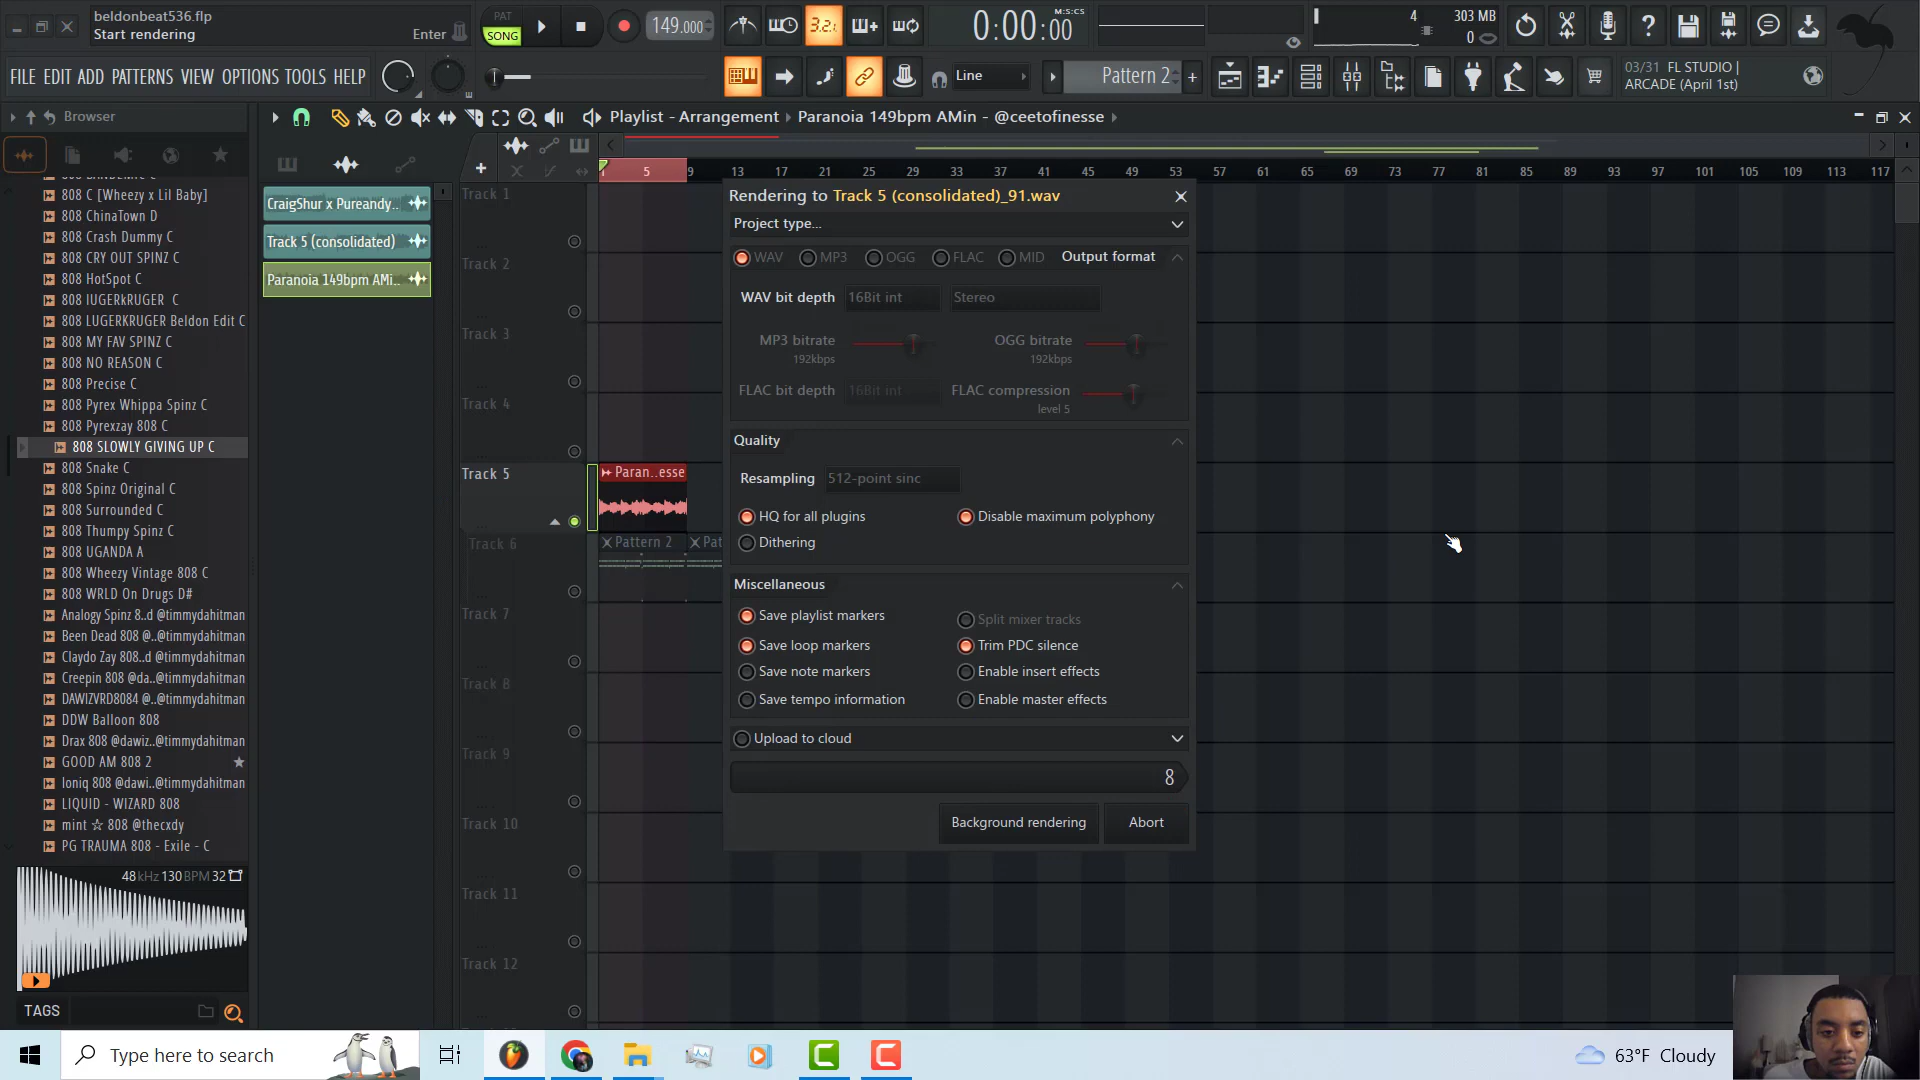 beldonbeat536.flp
Start rendering
Enter
PAT
SONG
149.000
3.2.1
0:00:00
M:S:CS
4
303 MB
0
FILE EDIT ADD PATTERNS VIEW OPTIONS TOOLS HELP
Line
Pattern 2
03/31 FL STUDIO |
ARCADE (April 1st)
Browser
Playlist - Arrangement
Paranoia 149bpm AMin - @ceetofinesse
5 9 13 17 21 25 29 33 37 41 45 49 53 57 61 65 69 73 77 81 85 89 93 97 101 105 109 113 117
808 C [Wheezy x Lil Baby]
808 ChinaTown D
808 Crash Dummy C
808 CRY OUT SPINZ C
808 HotSpot C
808 IUGERkRUGER C
808 LUGERKRUGER Beldon Edit C
808 MY FAV SPINZ C
808 NO REASON C
808 Precise C
808 Pyrex Whippa Spinz C
808 Pyrexzay 808 C
808 SLOWLY GIVING UP C
808 Snake C
808 Spinz Original C
808 Surrounded C
808 Thumpy Spinz C
808 UGANDA A
808 Wheezy Vintage 808 C
808 WRLD On Drugs D#
Analogy Spinz 8..d @timmydahitman
Been Dead 808 @..@timmydahitman
Claydo Zay 808..d @timmydahitman
Creepin 808 @da..@timmydahitman
DAWIZVRD8084 @..@timmydahitman
DDW Balloon 808
Drax 808 @dawiz..@timmydahitman
GOOD AM 808 2
Ioniq 808 @dawi..@timmydahitman
LIQUID - WIZARD 808
mint ☆ 808 @thecxdy
PG TRAUMA 808 - Exile - C
48kHz 130BPM 32
TAGS
CraigShur x Pureandy..
Track 5 (consolidated)
Paranoia 149bpm AMi..
Track 1
Track 2
Track 3
Track 4
Track 5
Track 6
Track 7
Track 8
Track 9
Track 10
Track 11
Track 12
Paran..esse
Pattern 2
Pat
Rendering to Track 5 (consolidated)_91.wav
Project type...
WAV
MP3
OGG
FLAC
MID
Output format
WAV bit depth
16Bit int
Stereo
MP3 bitrate
192kbps
OGG bitrate
192kbps
FLAC bit depth
16Bit int
FLAC compression
level 5
Quality
Resampling
512-point sinc
HQ for all plugins
Disable maximum polyphony
Dithering
Miscellaneous
Save playlist markers
Split mixer tracks
Save loop markers
Trim PDC silence
Save note markers
Enable insert effects
Save tempo information
Enable master effects
Upload to cloud
8
Background rendering
Abort
Type here to search
63°F Cloudy